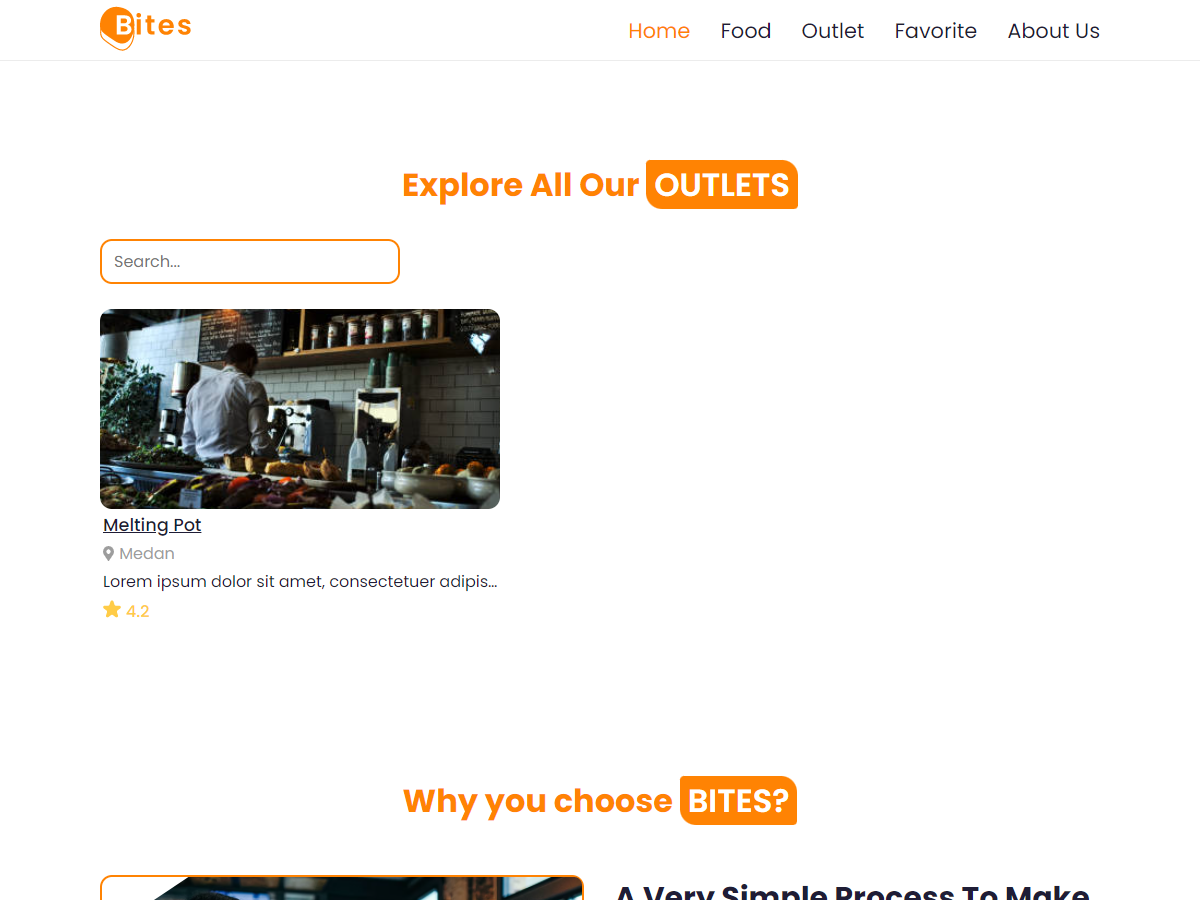 Bites
Home Food Outlet Favorite About Us
Explore All Our OUTLETS
Search...
Melting Pot
Medan
Lorem ipsum dolor sit amet, consectetuer adipis...
4.2
Why you choose BITES?
A Very Simple Process To Make